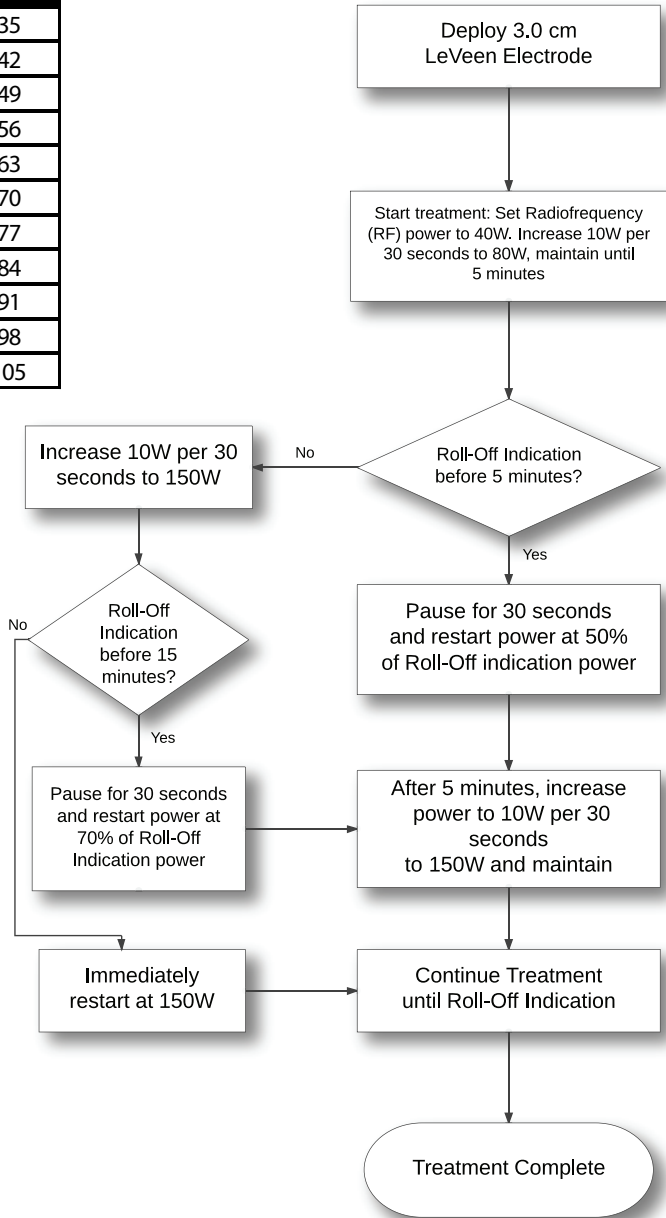 35
42
49
56
63
70
77
84
91
98
05
Deploy 3.0 cm
LeVeen Electrode
Start treatment: Set Radiofrequency
(RF) power to 40W. Increase 10W per
30 seconds to 80W, maintain until
5 minutes
Roll-Off Indication
before 5 minutes?
No
Increase 10W per 30
seconds to 150W
Yes
Roll-Off
Indication
before 15
minutes?
No
Pause for 30 seconds
and restart power at 50%
of Roll-Off indication power
Yes
Pause for 30 seconds
and restart power at
70% of Roll-Off
Indication power
After 5 minutes, increase
power to 10W per 30
seconds
to 150W and maintain
Immediately
restart at 150W
Continue Treatment
until Roll-Off Indication
Treatment Complete